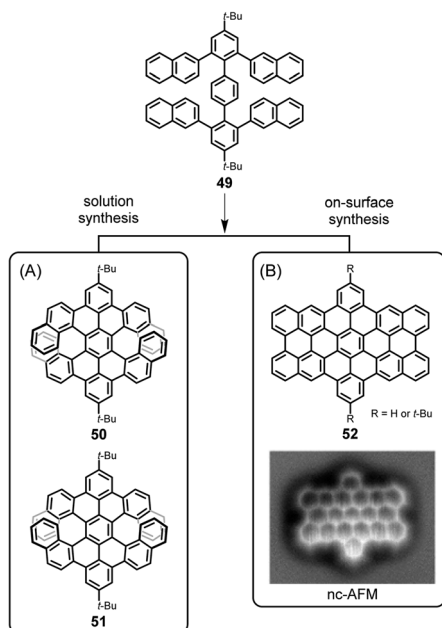 t-Bu
t-Bu
49
solution
synthesis
on-surface
synthesis
(A)
t-Bu
t-Bu
50
t-Bu
t-Bu
51
(B)
R
R
R = H or t-Bu
52
nc-AFM